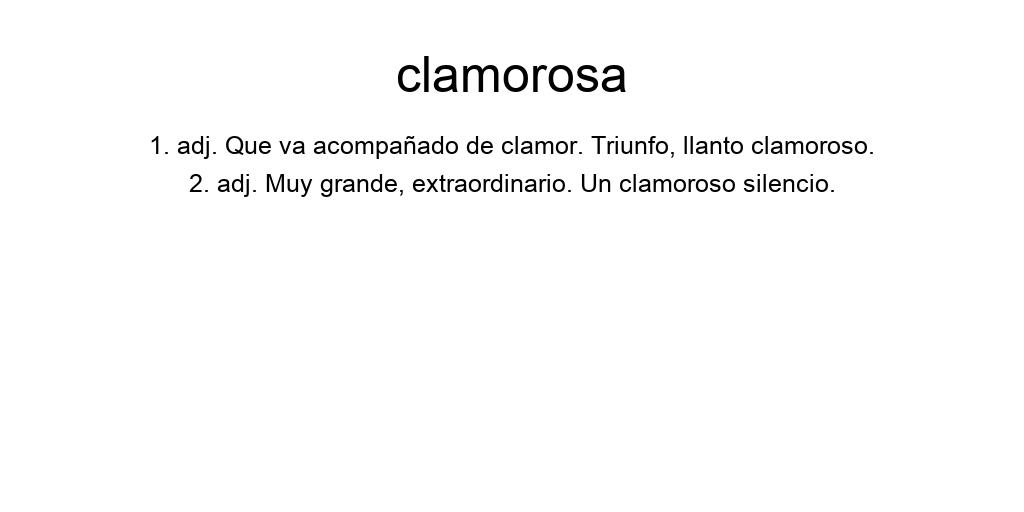 clamorosa
1. adj. Que va acompañado de clamor. Triunfo, llanto clamoroso.
2. adj. Muy grande, extraordinario. Un clamoroso silencio.